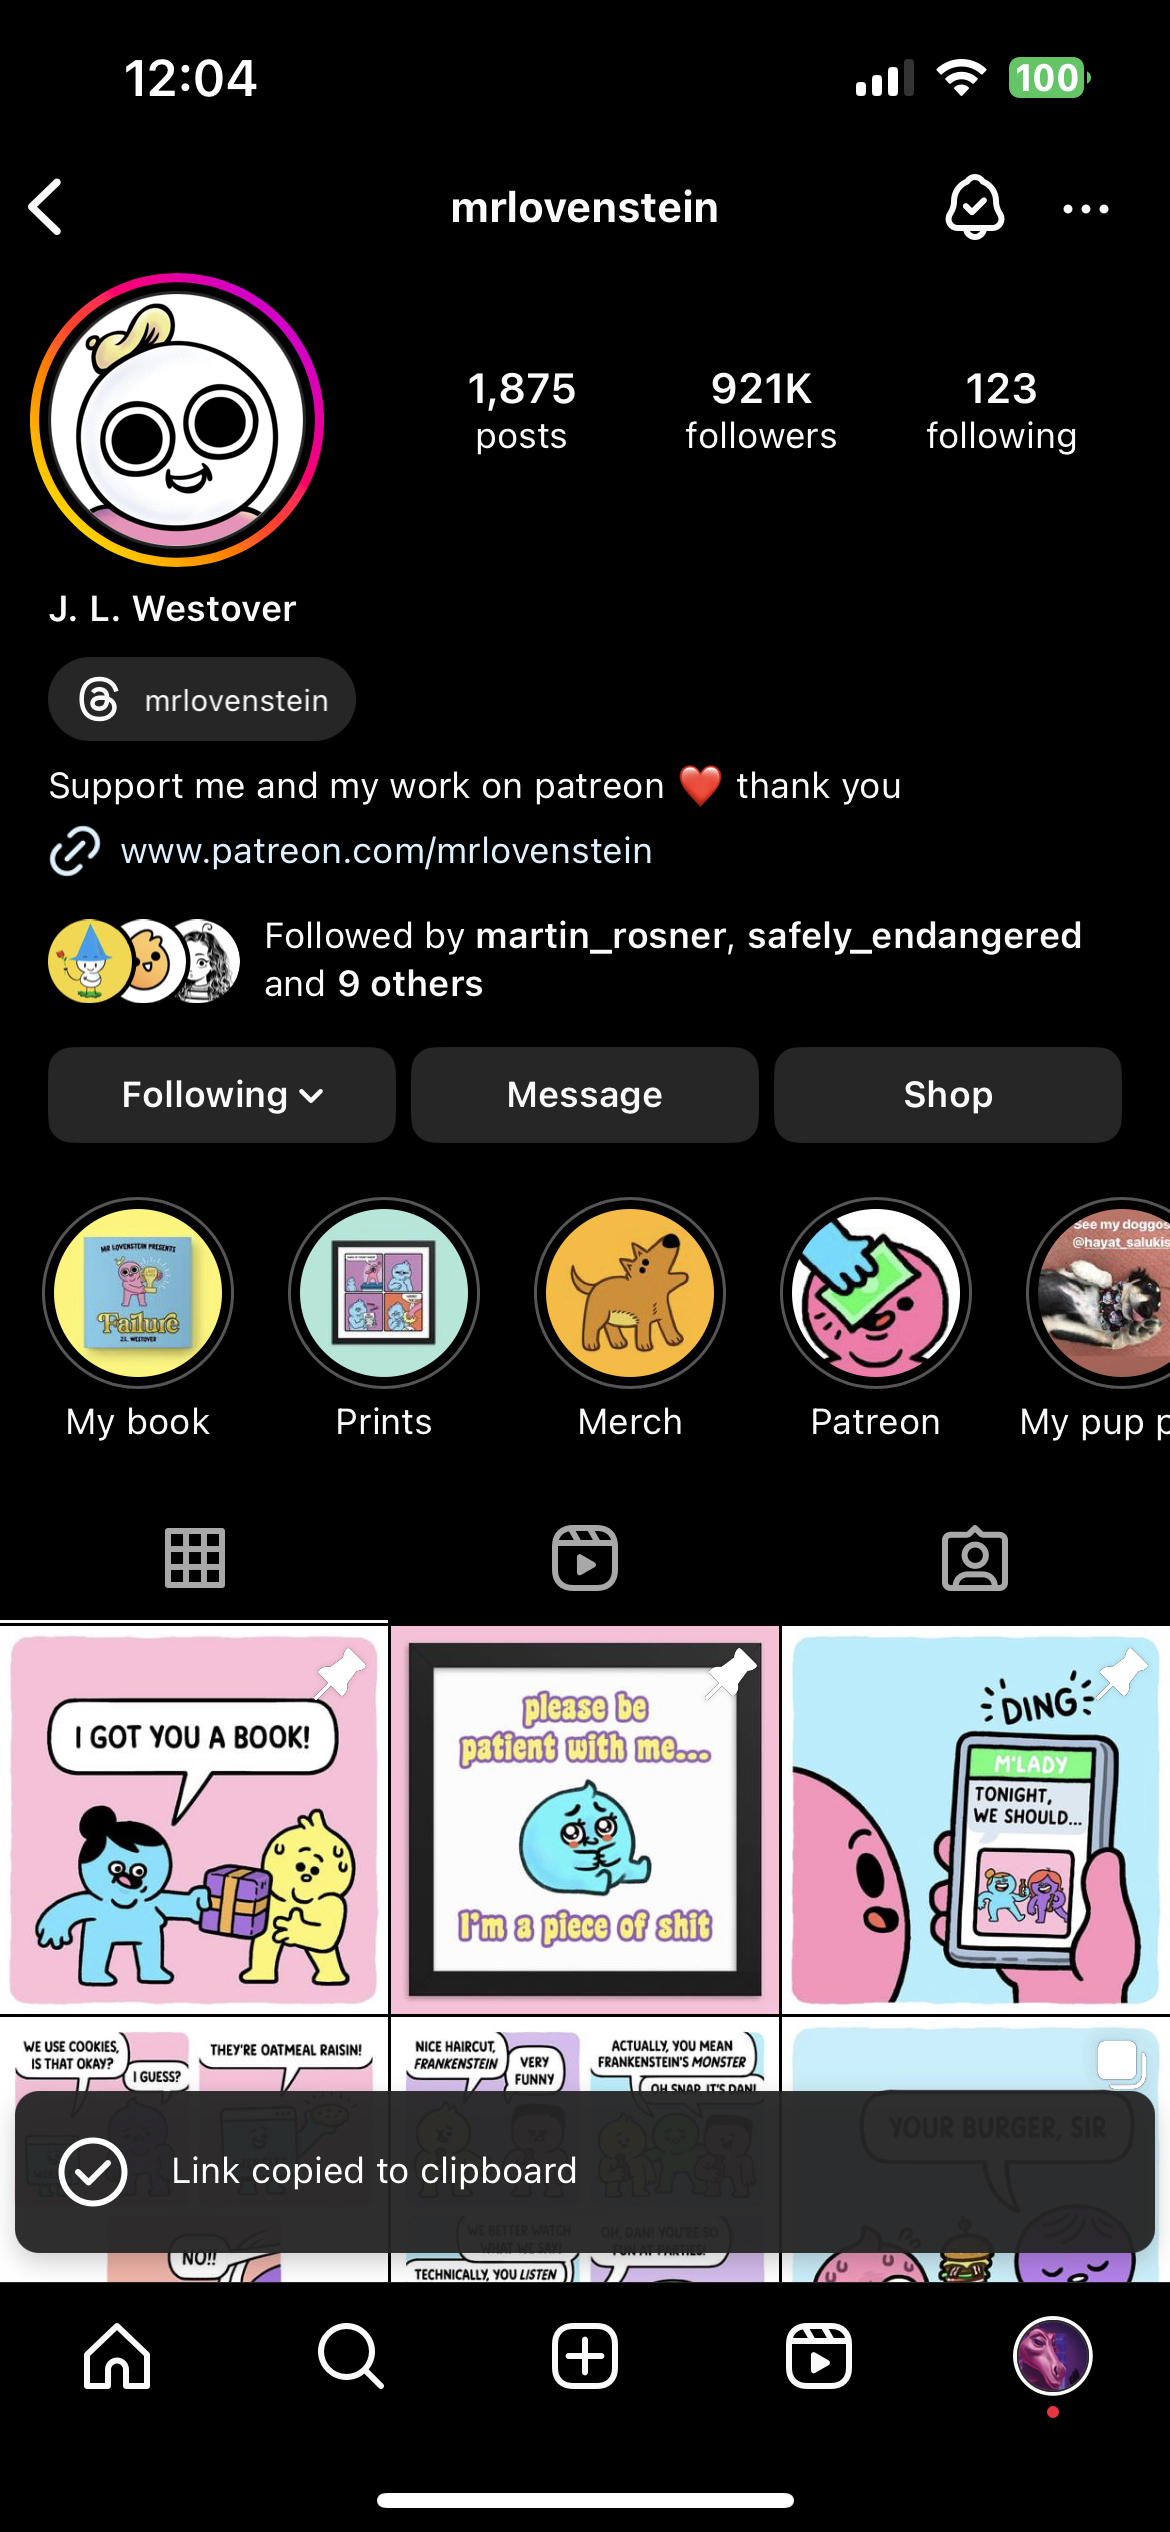 12:04
100
mrlovenstein
1,875
posts
921K
followers
123
following
J. L. Westover
mrlovenstein
Support me and my work on patreon ❤️ thank you
www.patreon.com/mrlovenstein
Followed by martin_rosner, safely_endangered
and 9 others
Following
Message
Shop
MR LOVENSTEIN PRESENTS
Failure
J.L. WESTOVER
See my doggos
@hayat_salukis
My book
Prints
Merch
Patreon
My pup p
I GOT YOU A BOOK!
please be
patient with me...
I'm a piece of shit
DING
M'LADY
TONIGHT,
WE SHOULD...
WE USE COOKIES,
IS THAT OKAY?
I GUESS?
THEY'RE OATMEAL RAISIN!
NO!!
NICE HAIRCUT,
FRANKENSTEIN
VERY
FUNNY
ACTUALLY, YOU MEAN
FRANKENSTEIN'S MONSTER
OH SNAP, IT'S DAN!
WE BETTER WATCH
WHAT WE SAY!
TECHNICALLY, YOU LISTEN
OH, DAN! YOU'RE SO
FUN AT PARTIES!
YOUR BURGER, SIR
Link copied to clipboard